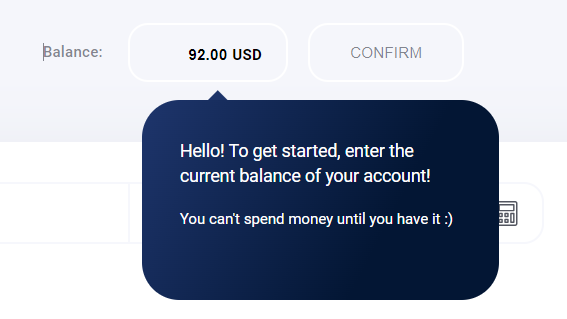 Balance:
92.00 USD
CONFIRM
Hello! To get started, enter the
current balance of your account!
You can't spend money until you have it :)